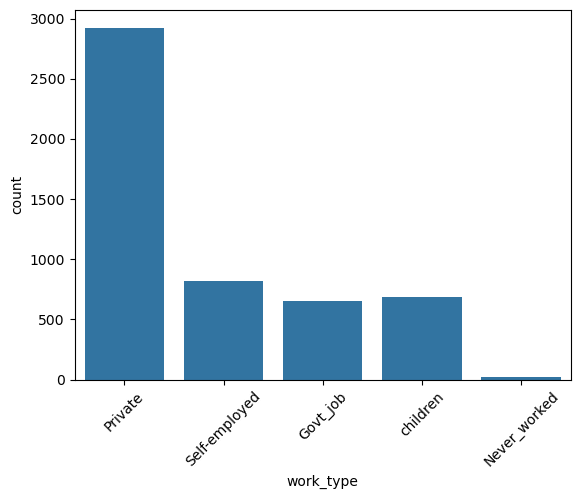 3000
2500
2000
1500
1000
500
0
count
Private
Self-employed
Govt_job
children
Never_worked
work_type